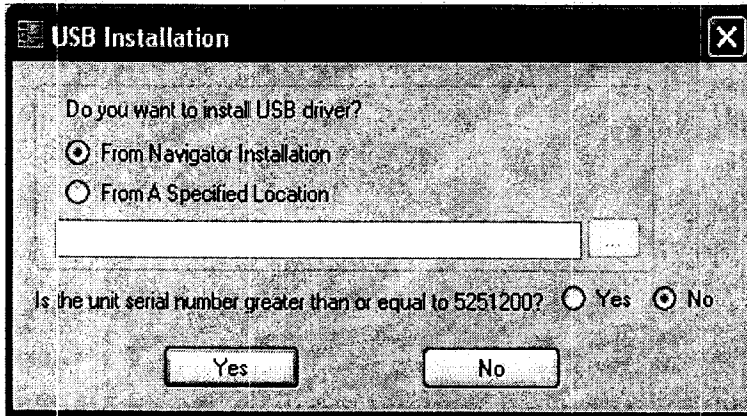 USB Installation
Do you want to install USB driver?
From Navigator Installation
From A Specified Location
...
Is the unit serial number greater than or equal to 5251200? Yes No
Yes No